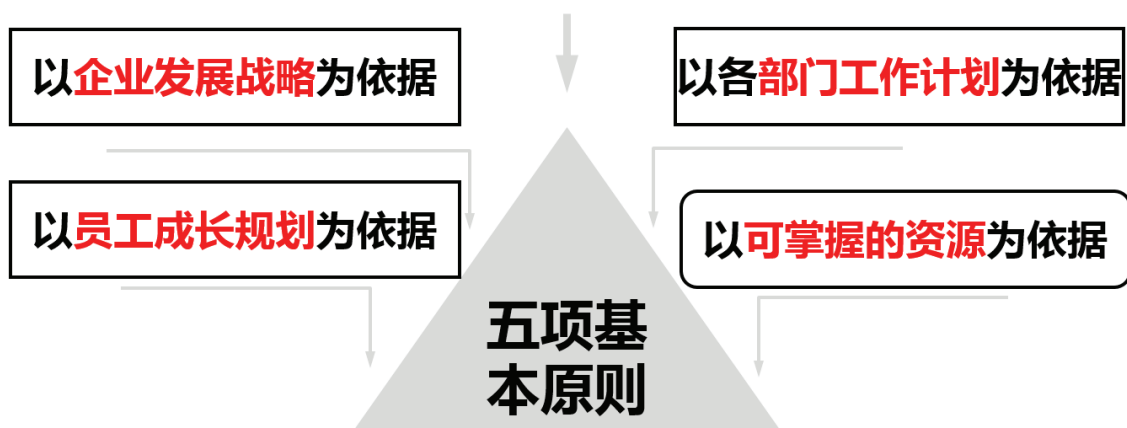 以企业发展战略为依据
以各部门工作计划为依据
以员工成长规划为依据
以可掌握的资源为依据
五项基
本原则